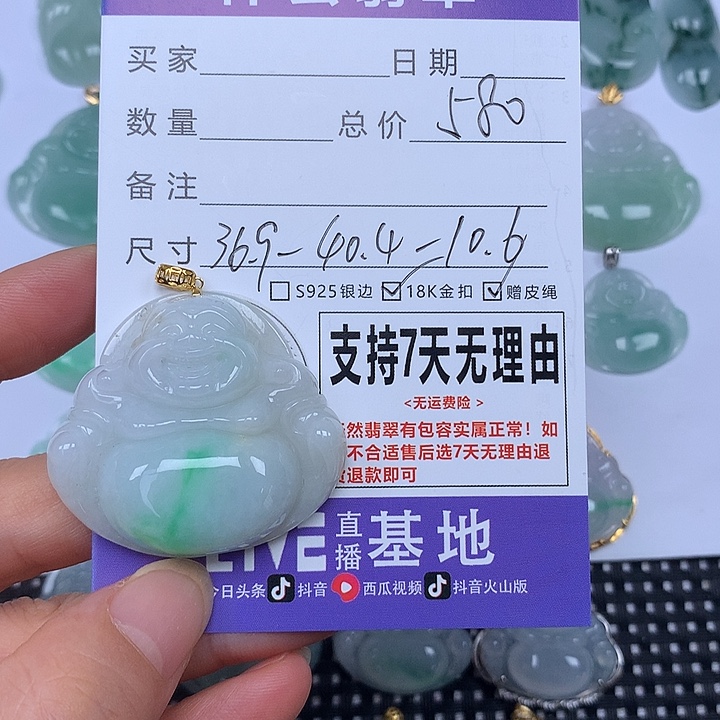 买家 日期
数量 总价 580
备注
尺寸 36.9-40.4-10.6
S925银边 18K金扣 赠皮绳
支持7天无理由
<无运费险 >
然翡翠有包容实属正常！如
不合适售后选7天无理由退
退款即可
LIVE 直播 基地
今日头条 抖音 西瓜视频 抖音火山版